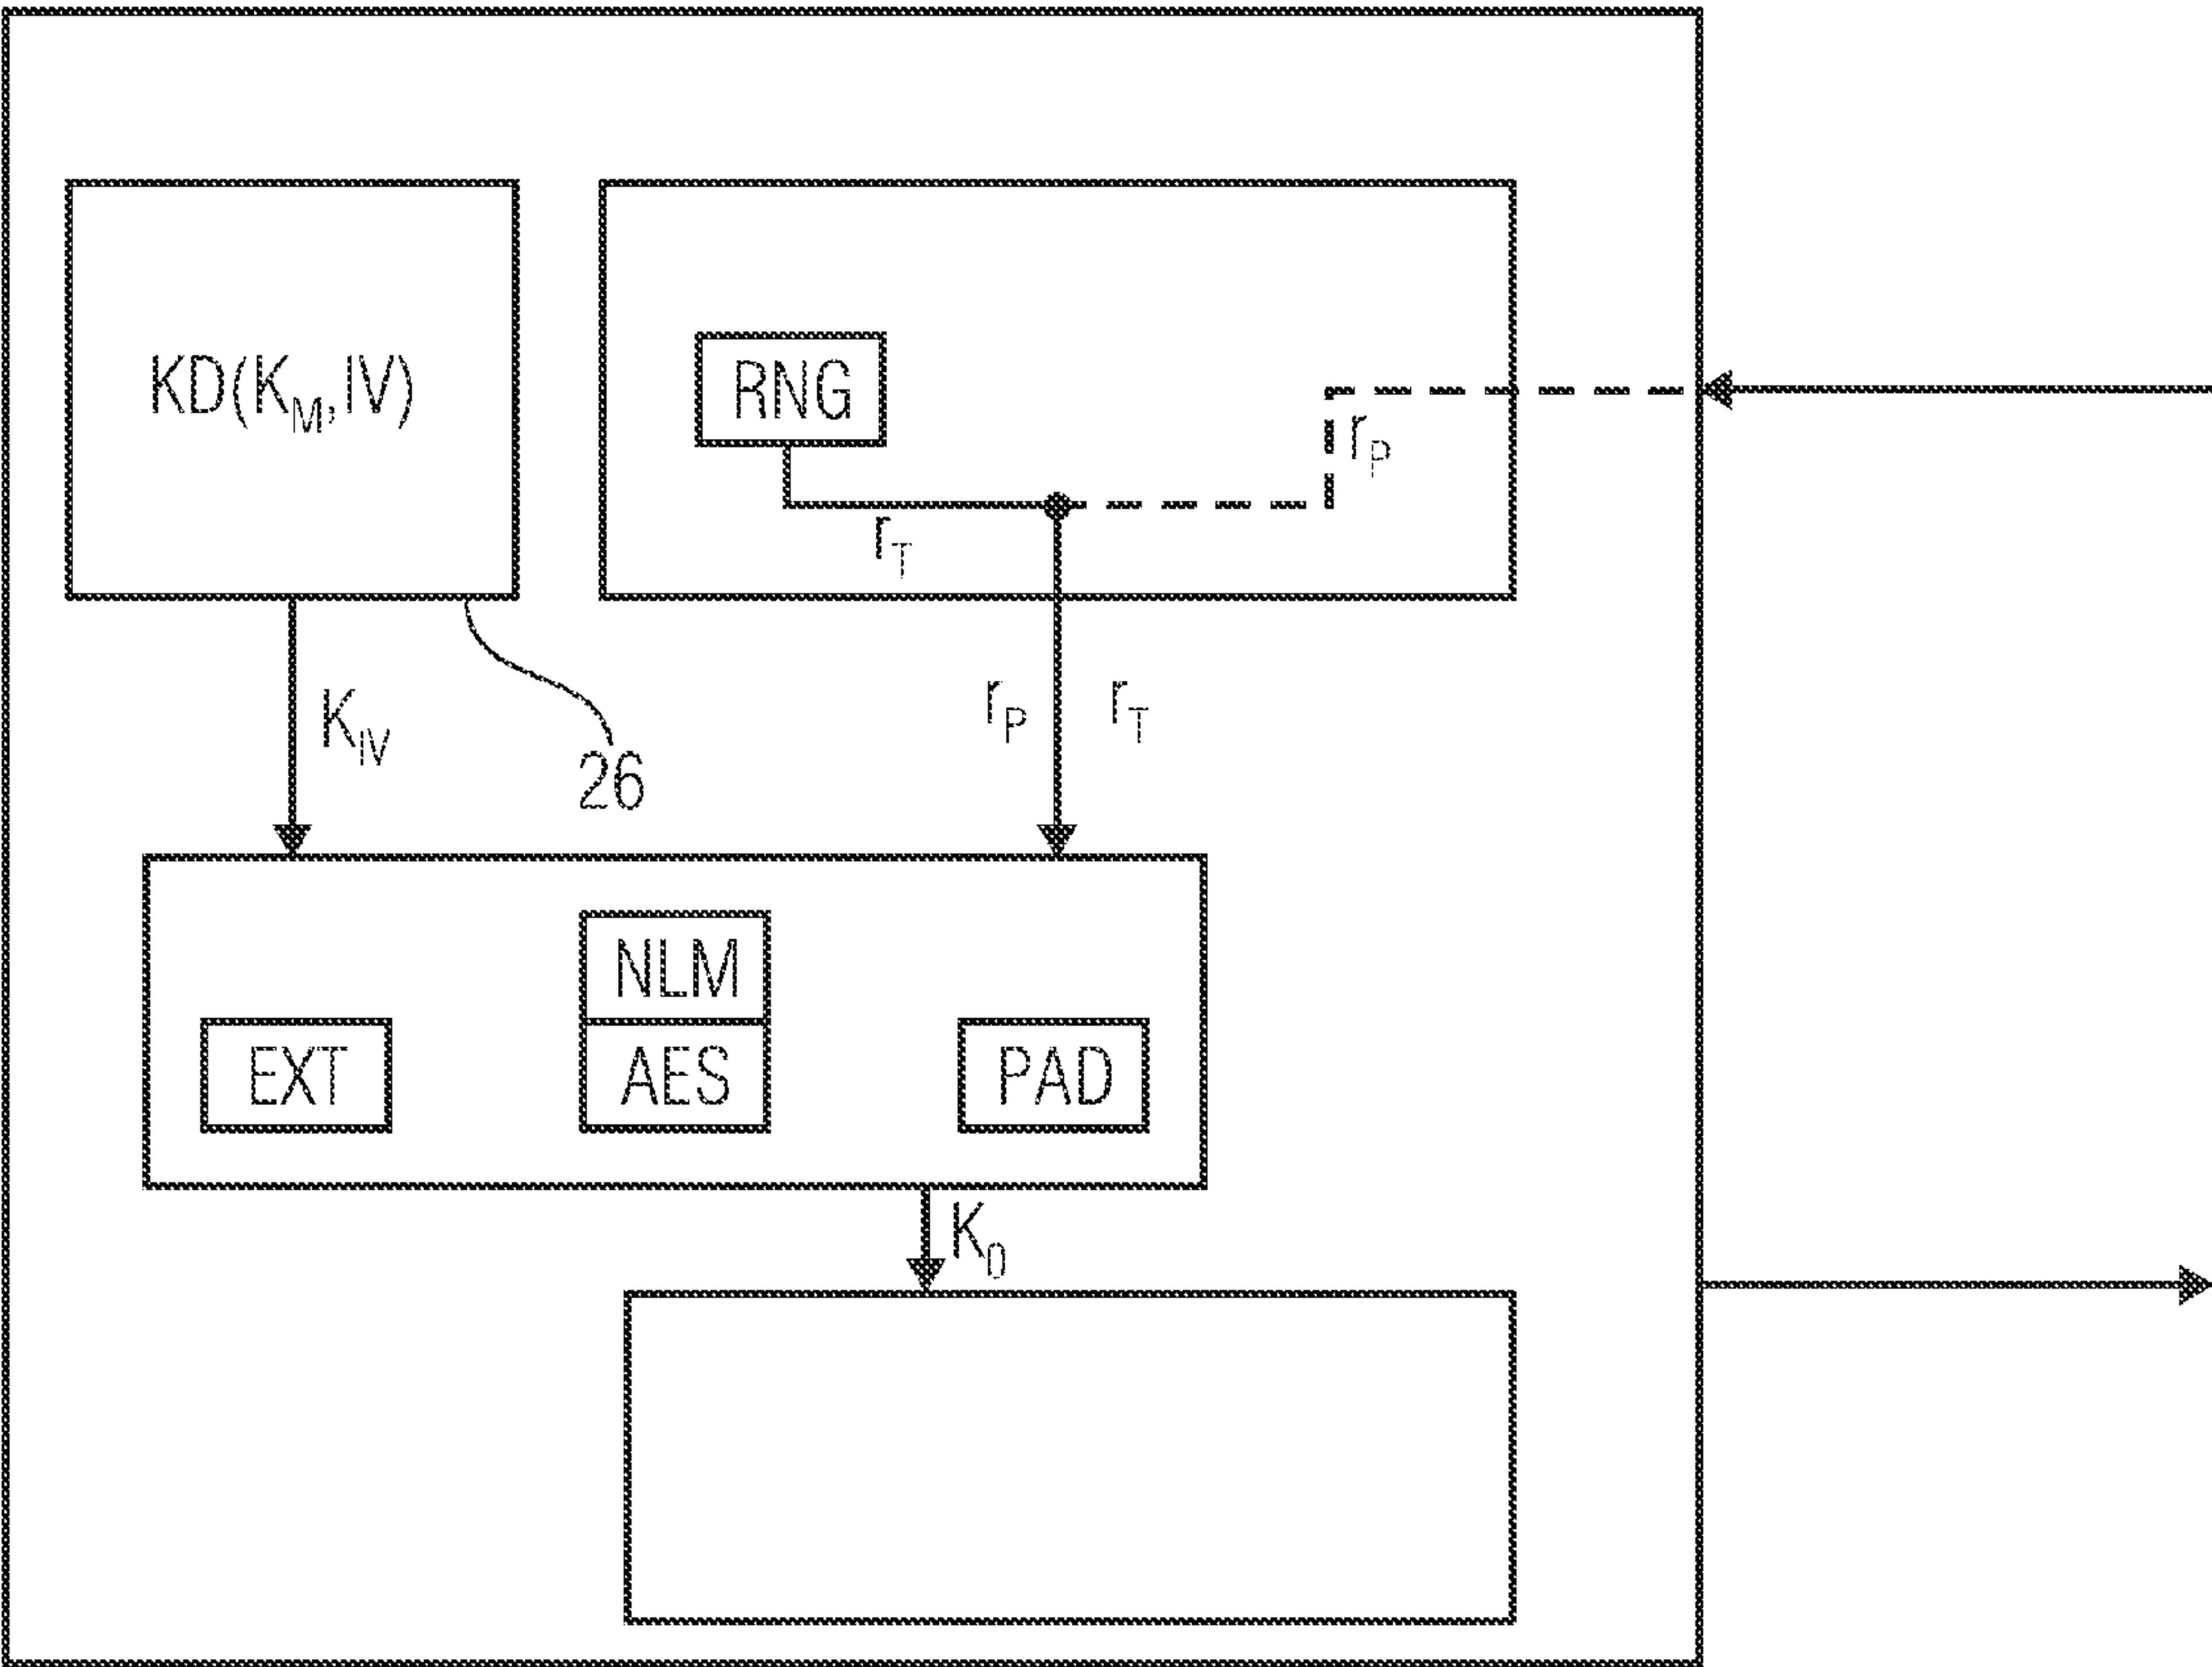 KD(K_M, IV)
RNG
r_P
r_T
K_IV
26
r_P
r_T
NLM
EXT
AES
PAD
K_0